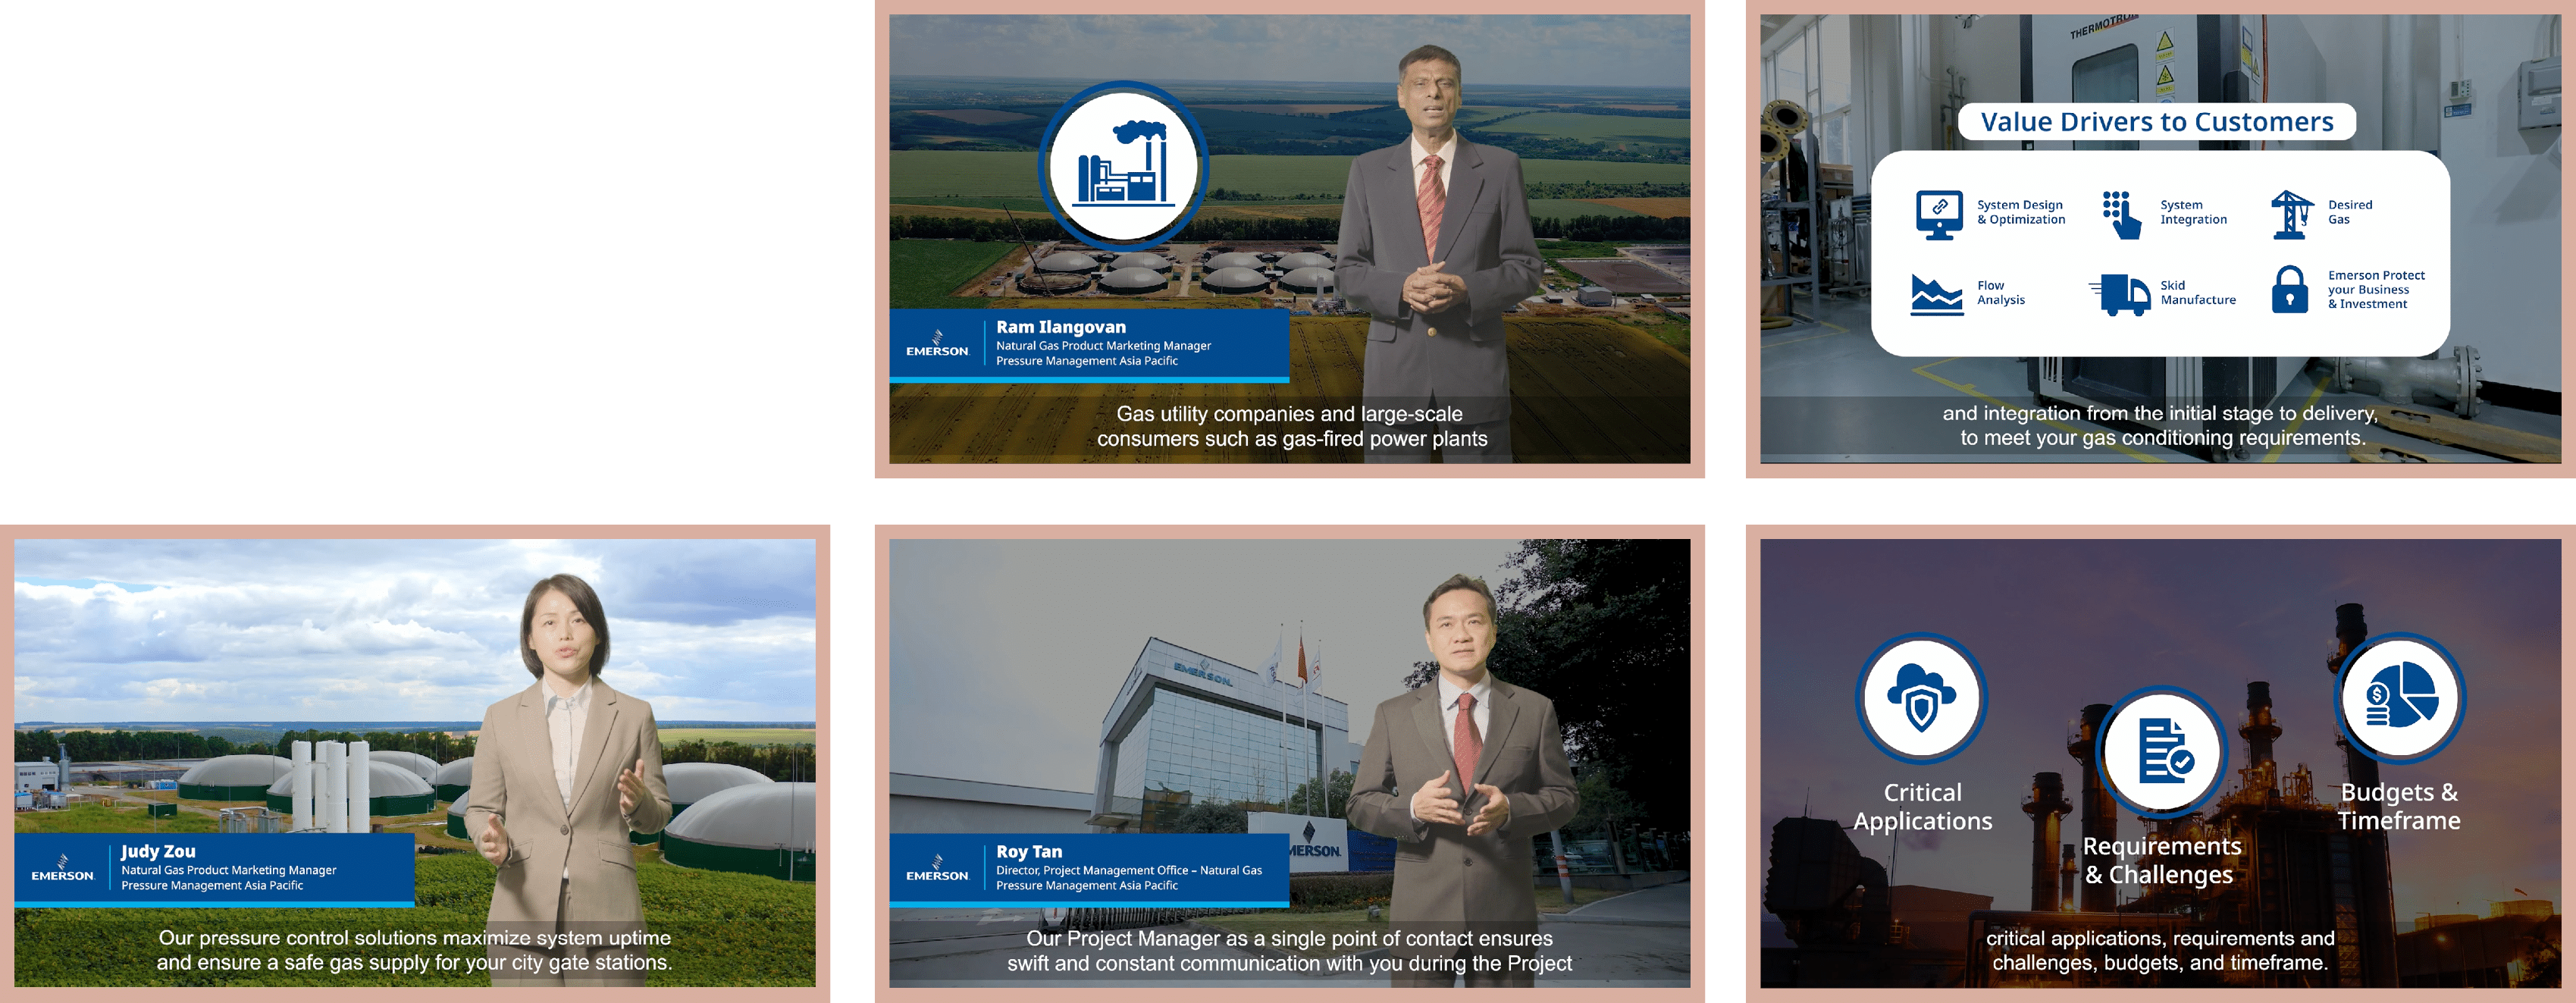 EMERSON
Ram Ilangovan
Natural Gas Product Marketing Manager
Pressure Management Asia Pacific
Gas utility companies and large-scale
consumers such as gas-fired power plants
THERMOTRON
Value Drivers to Customers
System Design
& Optimization
System
Integration
Desired
Gas
Flow
Analysis
Skid
Manufacture
Emerson Protect
your Business
& Investment
and integration from the initial stage to delivery,
to meet your gas conditioning requirements.
EMERSON
Judy Zou
Natural Gas Product Marketing Manager
Pressure Management Asia Pacific
Our pressure control solutions maximize system uptime
and ensure a safe gas supply for your city gate stations.
EMERSON
EMERSON
EMERSON
Roy Tan
Director, Project Management Office – Natural Gas
Pressure Management Asia Pacific
Our Project Manager as a single point of contact ensures
swift and constant communication with you during the Project
Critical
Applications
Requirements
& Challenges
Budgets &
Timeframe
critical applications, requirements and
challenges, budgets, and timeframe.